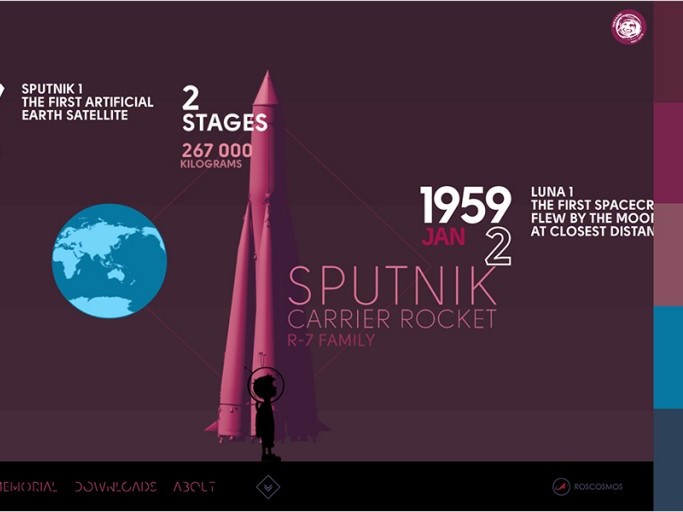 SPUTNIK 1
THE FIRST ARTIFICIAL
EARTH SATELLITE
2
STAGES
267 000
KILOGRAMS
1959
JAN 2
LUNA 1
THE FIRST SPACECR
FLEW BY THE MOO
AT CLOSEST DISTAN
SPUTNIK
CARRIER ROCKET
R-7 FAMILY
EMORIAL DOWNLOADS ABOUT
ROSCOSMOS